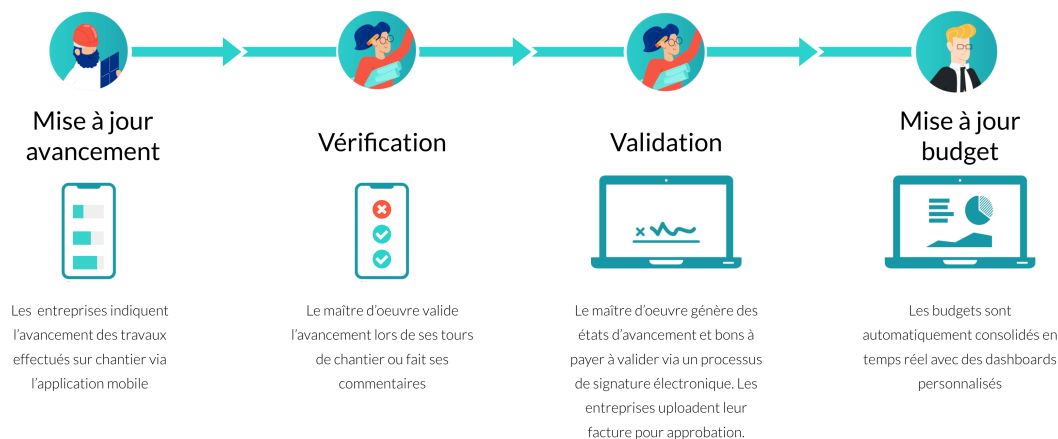 Mise à jour
avancement
Les entreprises indiquent
l'avancement des travaux
effectués sur chantier via
l'application mobile
Vérification
Le maître d'oeuvre valide
l'avancement lors de ses tours
de chantier ou fait ses
commentaires
Validation
Le maître d'oeuvre génère des
états d'avancement et bons à
payer à valider via un processus
de signature électronique. Les
entreprises uploadent leur
facture pour approbation.
Mise à jour
budget
Les budgets sont
automatiquement consolidés en
temps réel avec des dashboards
personnalisés